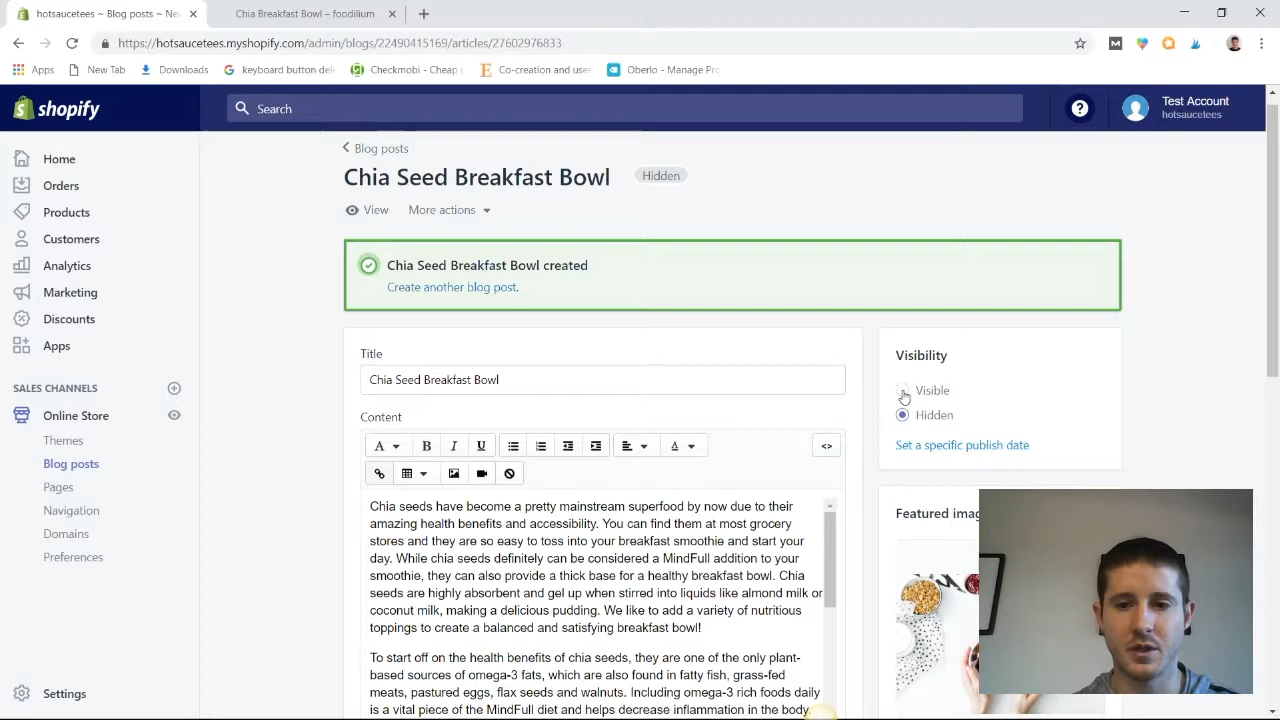 hotsaucetees ~ Blog posts ~ Ne
Chia Breakfast Bowl – foodilium
https://hotsaucetees.myshopify.com/admin/blogs/22490415169/articles/27602976833
Apps
New Tab
Downloads
keyboard button del
Checkmobi - Cheap
Co-creation and user
Oberlo - Manage Pro
shopify
Search
Test Account
hotsaucetees
Home
Orders
Products
Customers
Analytics
Marketing
Discounts
Apps
SALES CHANNELS
Online Store
Themes
Blog posts
Pages
Navigation
Domains
Preferences
Settings
Blog posts
Chia Seed Breakfast Bowl
Hidden
View
More actions
Chia Seed Breakfast Bowl created
Create another blog post.
Title
Chia Seed Breakfast Bowl
Content
Chia seeds have become a pretty mainstream superfood by now due to their
amazing health benefits and accessibility. You can find them at most grocery
stores and they are so easy to toss into your breakfast smoothie and start your
day. While chia seeds definitely can be considered a MindFull addition to your
smoothie, they can also provide a thick base for a healthy breakfast bowl. Chia
seeds are highly absorbent and gel up when stirred into liquids like almond milk or
coconut milk, making a delicious pudding. We like to add a variety of nutritious
toppings to create a balanced and satisfying breakfast bowl!
To start off on the health benefits of chia seeds, they are one of the only plant-
based sources of omega-3 fats, which are also found in fatty fish, grass-fed
meats, pastured eggs, flax seeds and walnuts. Including omega-3 rich foods daily
is a vital piece of the MindFull diet and helps decrease inflammation in the body.
Visibility
Visible
Hidden
Set a specific publish date
Featured imag